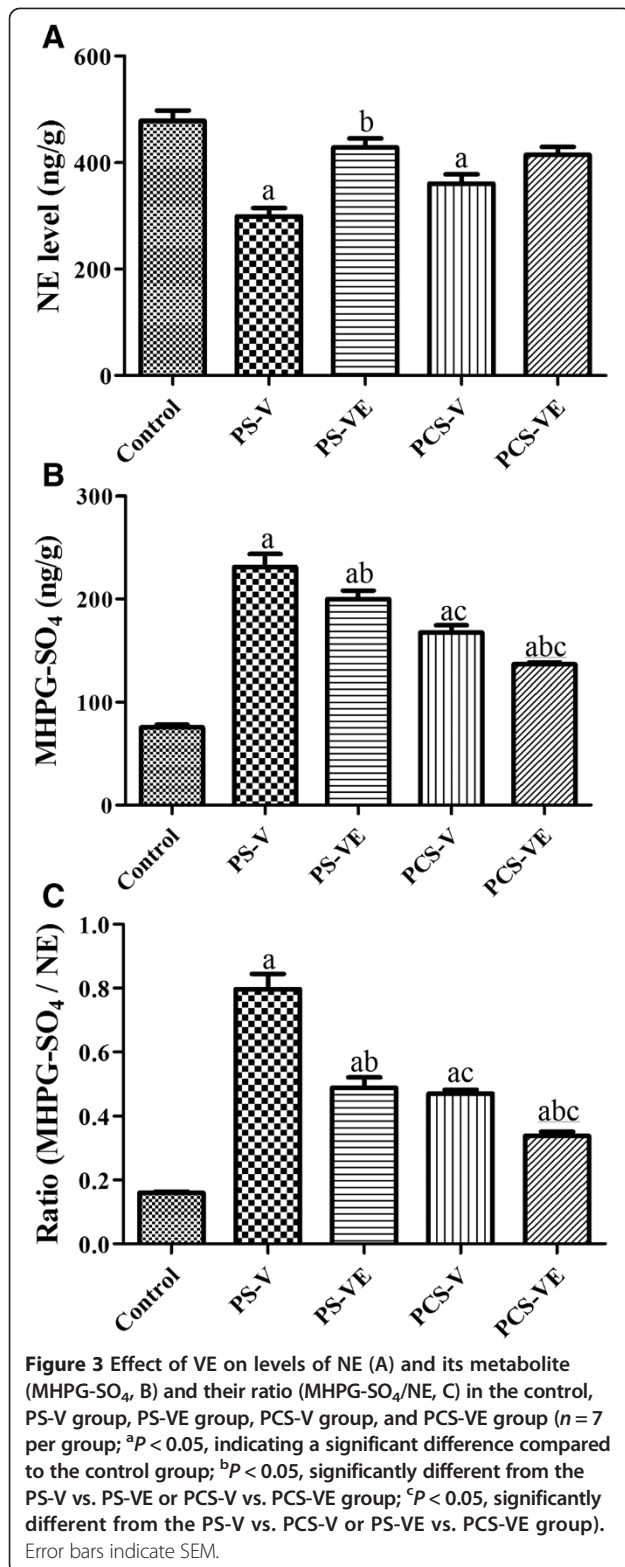 A
NE level (ng/g)
600
400
200
0
a
b
a
Control
PS-V
PS-VE
PCS-V
PCS-VE
B
MHPG-SO₄ (ng/g)
300
200
100
0
a
ab
ac
abc
Control
PS-V
PS-VE
PCS-V
PCS-VE
C
Ratio (MHPG-SO₄ / NE)
1.0
0.8
0.6
0.4
0.2
0.0
a
ab
ac
abc
Control
PS-V
PS-VE
PCS-V
PCS-VE
Figure 3 Effect of VE on levels of NE (A) and its metabolite
(MHPG-SO₄, B) and their ratio (MHPG-SO₄/NE, C) in the control,
PS-V group, PS-VE group, PCS-V group, and PCS-VE group (n = 7
per group; ᵃP < 0.05, indicating a significant difference compared
to the control group; ᵇP < 0.05, significantly different from the
PS-V vs. PS-VE or PCS-V vs. PCS-VE group; ᶜP < 0.05, significantly
different from the PS-V vs. PCS-V or PS-VE vs. PCS-VE group).
Error bars indicate SEM.